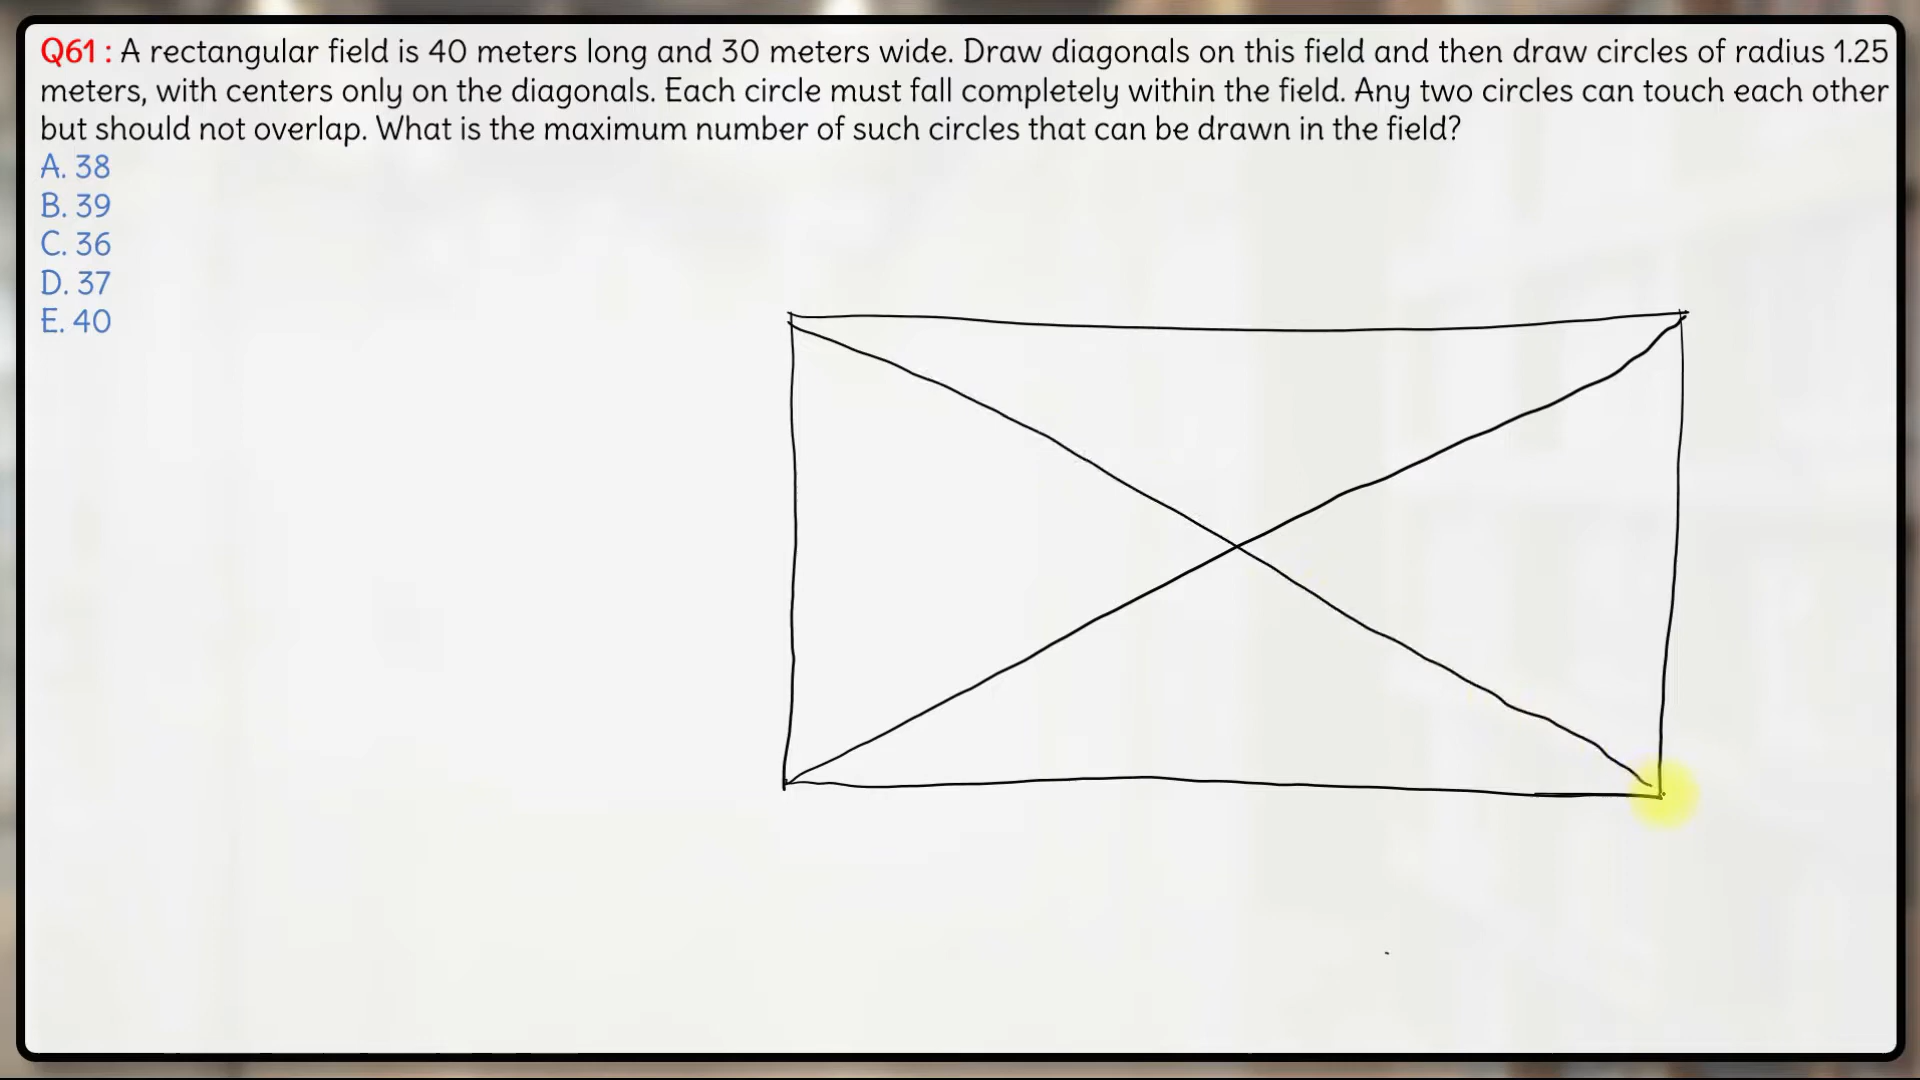 Q61 : A rectangular field is 40 meters long and 30 meters wide. Draw diagonals on this field and then draw circles of radius 1.25
meters, with centers only on the diagonals. Each circle must fall completely within the field. Any two circles can touch each other
but should not overlap. What is the maximum number of such circles that can be drawn in the field?
A. 38
B. 39
C. 36
D. 37
E. 40